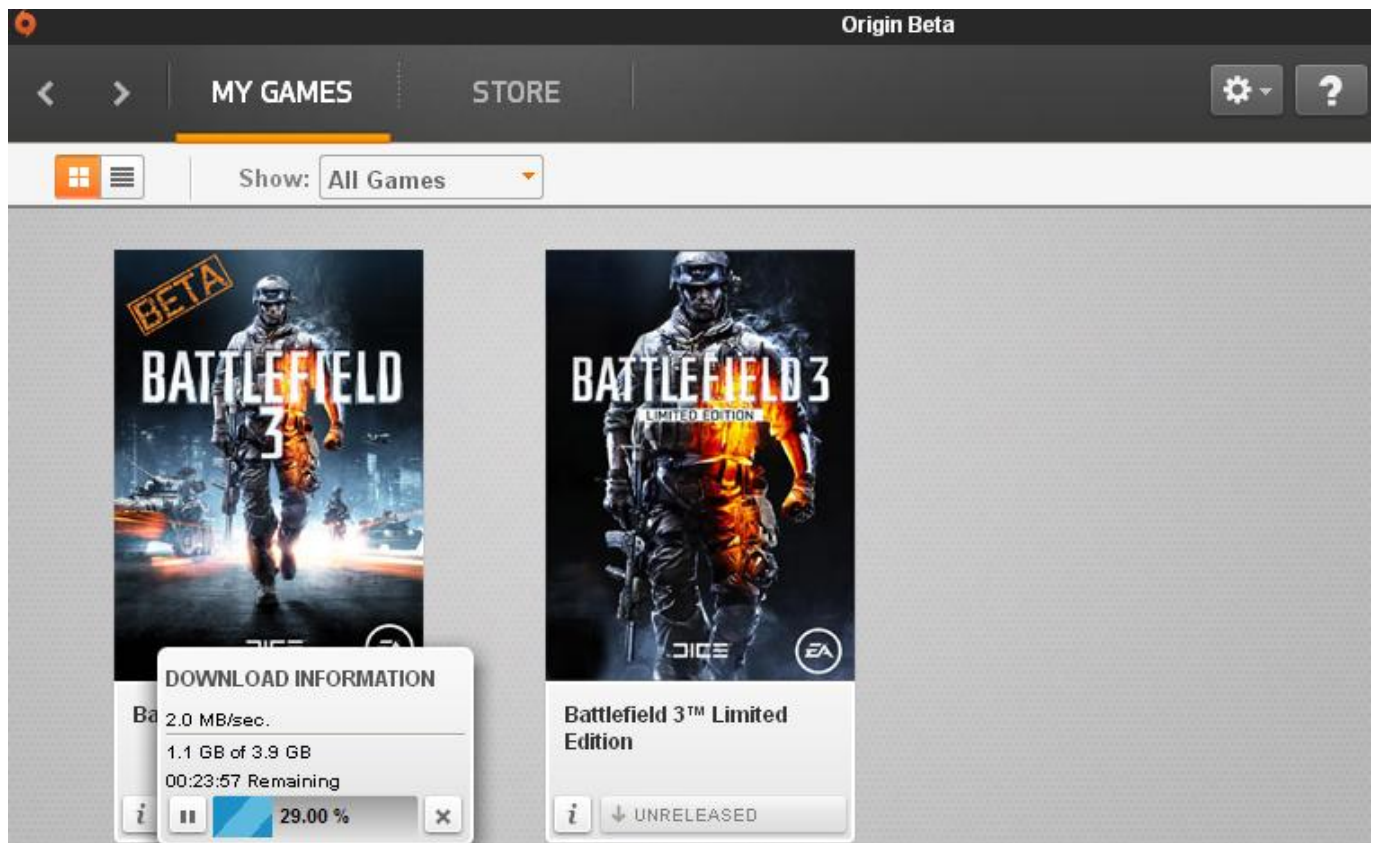 Origin Beta
MY GAMES
STORE
?
Show: All Games
BETA
BATTLEFIELD
3
DICE
EA
BATTLEFIELD 3
LIMITED EDITION
DICE
EA
DOWNLOAD INFORMATION
Ba
2.0 MB/sec.
1.1 GB of 3.9 GB
00:23:57 Remaining
i
29.00 %
Battlefield 3™ Limited
Edition
i
UNRELEASED